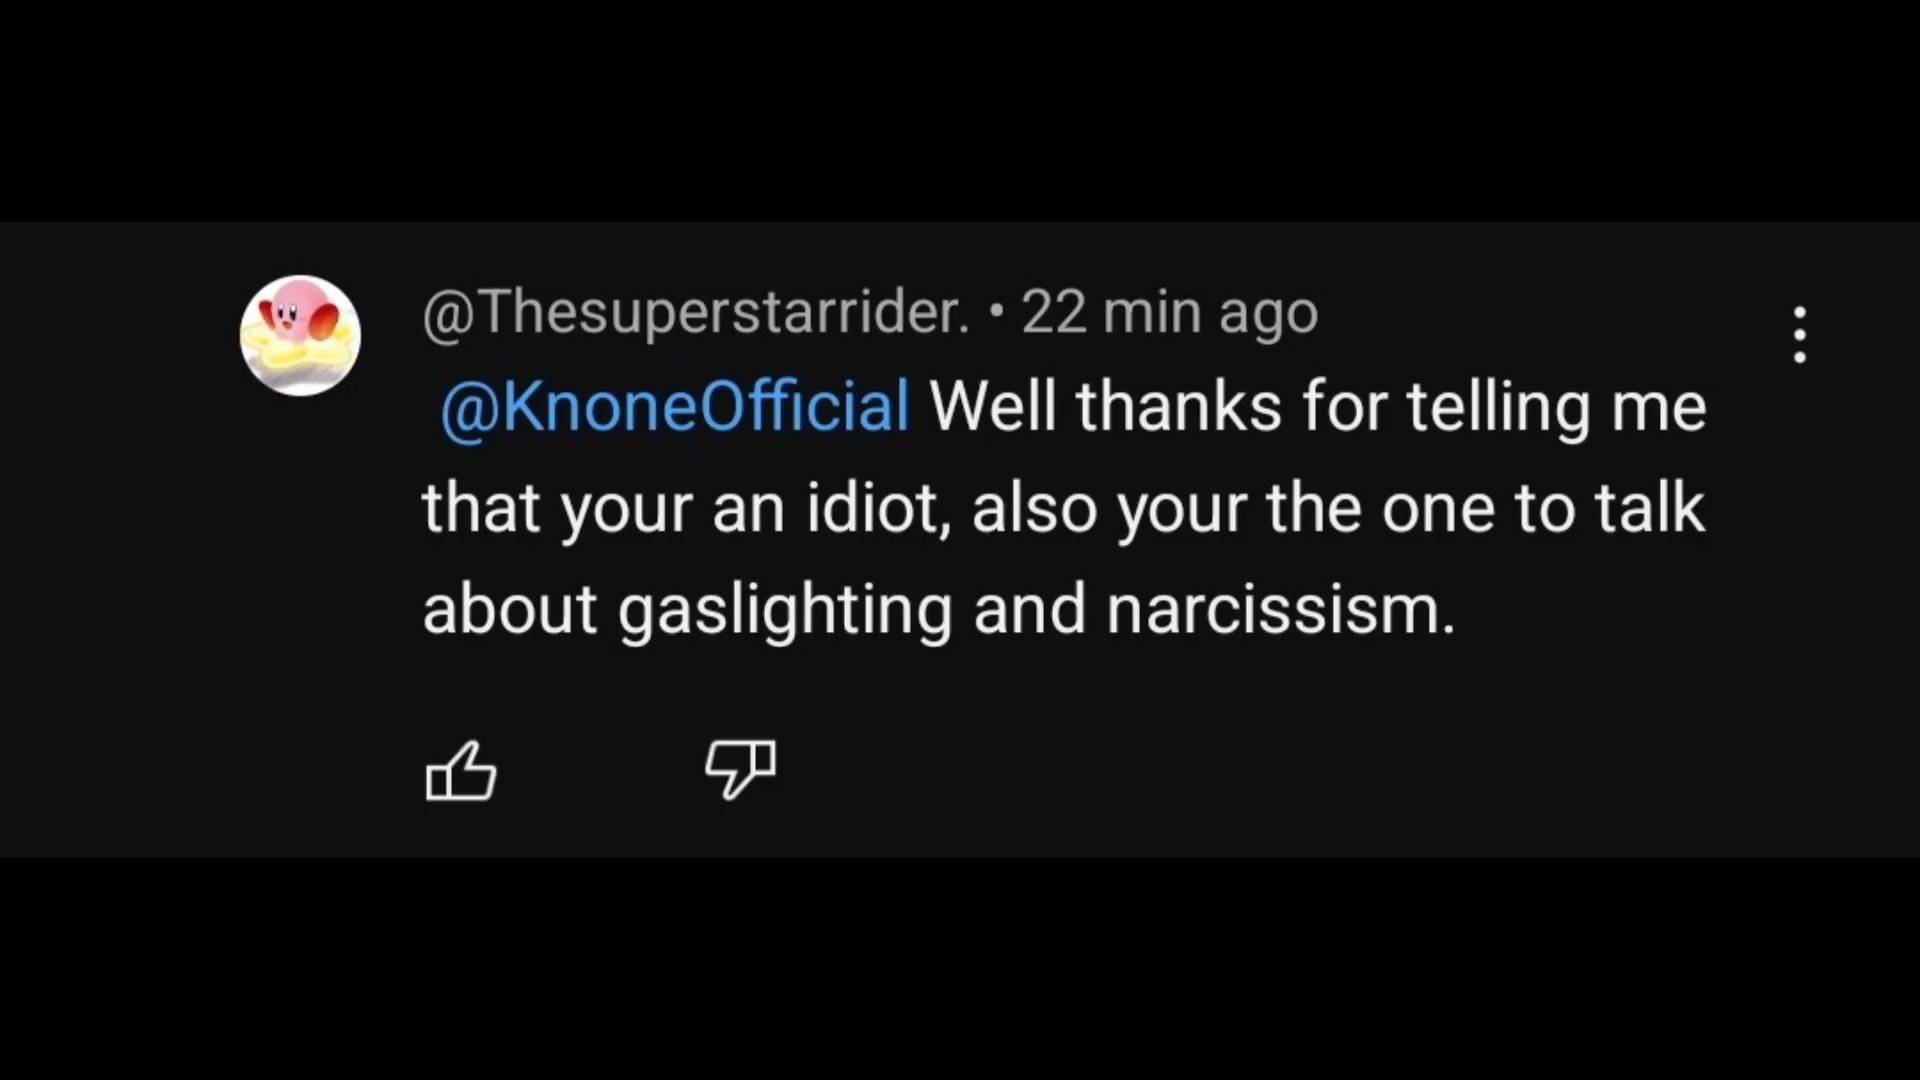 @Thesuperstarrider. • 22 min ago
@KnoneOfficial Well thanks for telling me
that your an idiot, also your the one to talk
about gaslighting and narcissism.